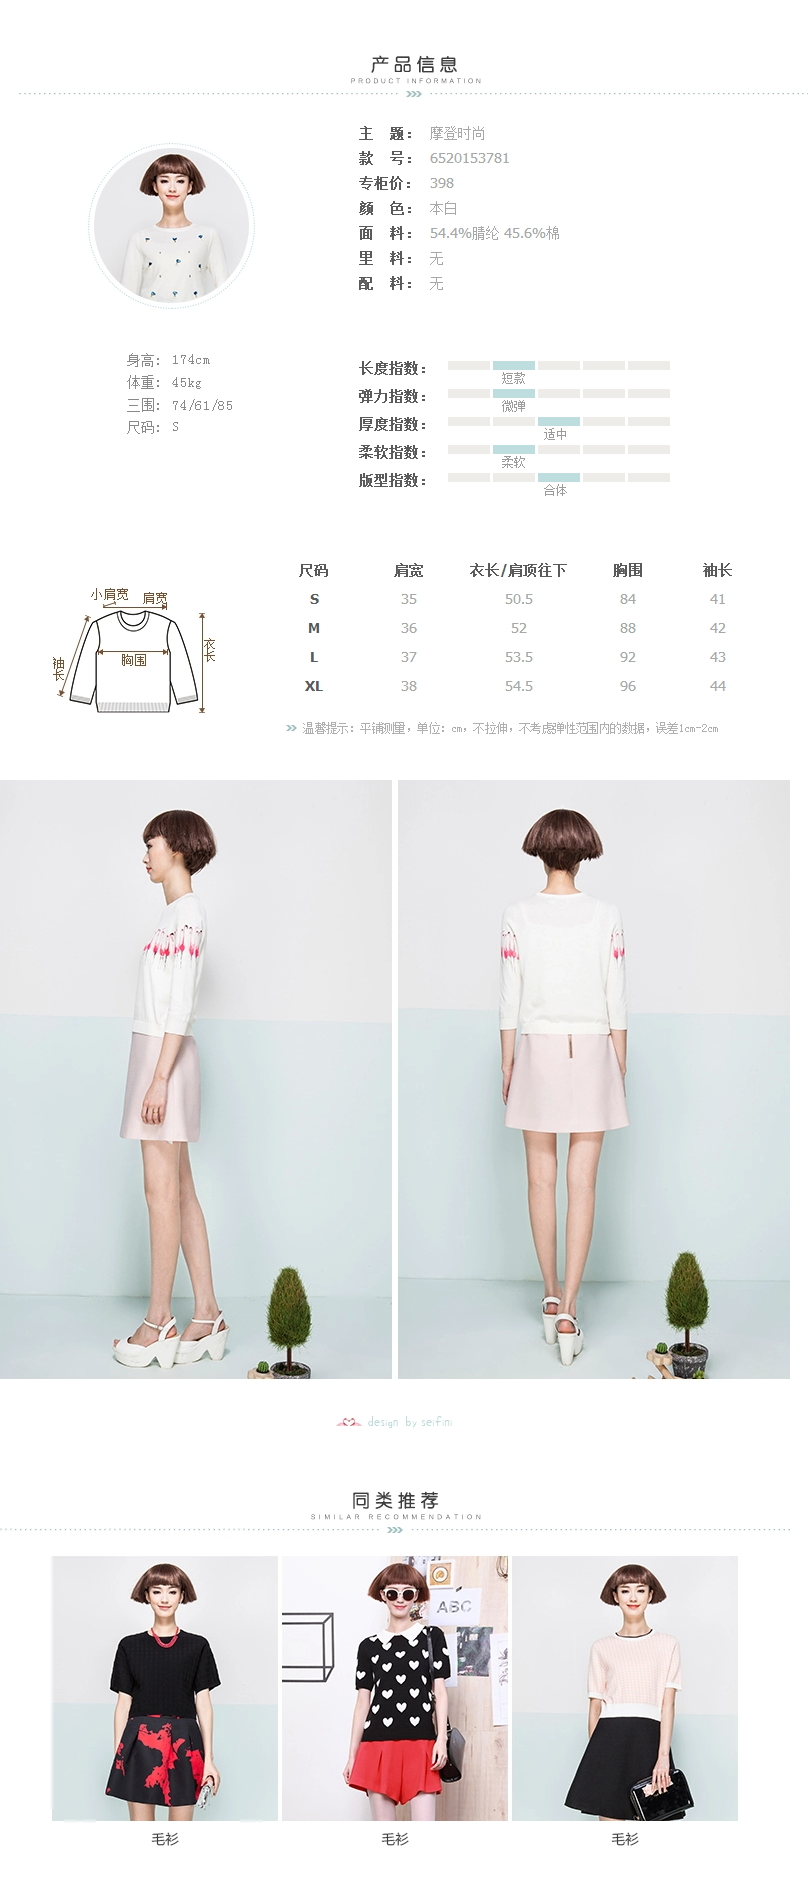 产品信息
PRODUCT INFORMATION
主 题： 摩登时尚
款 号： 6520153781
专柜价： 398
颜 色： 本白
面 料： 54.4%腈纶 45.6%棉
里 料： 无
配 料： 无
身高: 174cm
体重: 45kg
三围: 74/61/85
尺码: S
长度指数：
短款
弹力指数：
微弹
厚度指数：
适中
柔软指数：
柔软
版型指数：
合体
小肩宽 肩宽
袖长
胸围
衣长
尺码 肩宽 衣长/肩顶往下 胸围 袖长
S 35 50.5 84 41
M 36 52 88 42
L 37 53.5 92 43
XL 38 54.5 96 44
温馨提示: 平铺测量, 单位: cm, 不拉伸, 不考虑弹性范围内的数据, 误差1cm-2cm
design by seifini
同类推荐
SIMILAR RECOMMENDATION
ABC
毛衫 毛衫 毛衫